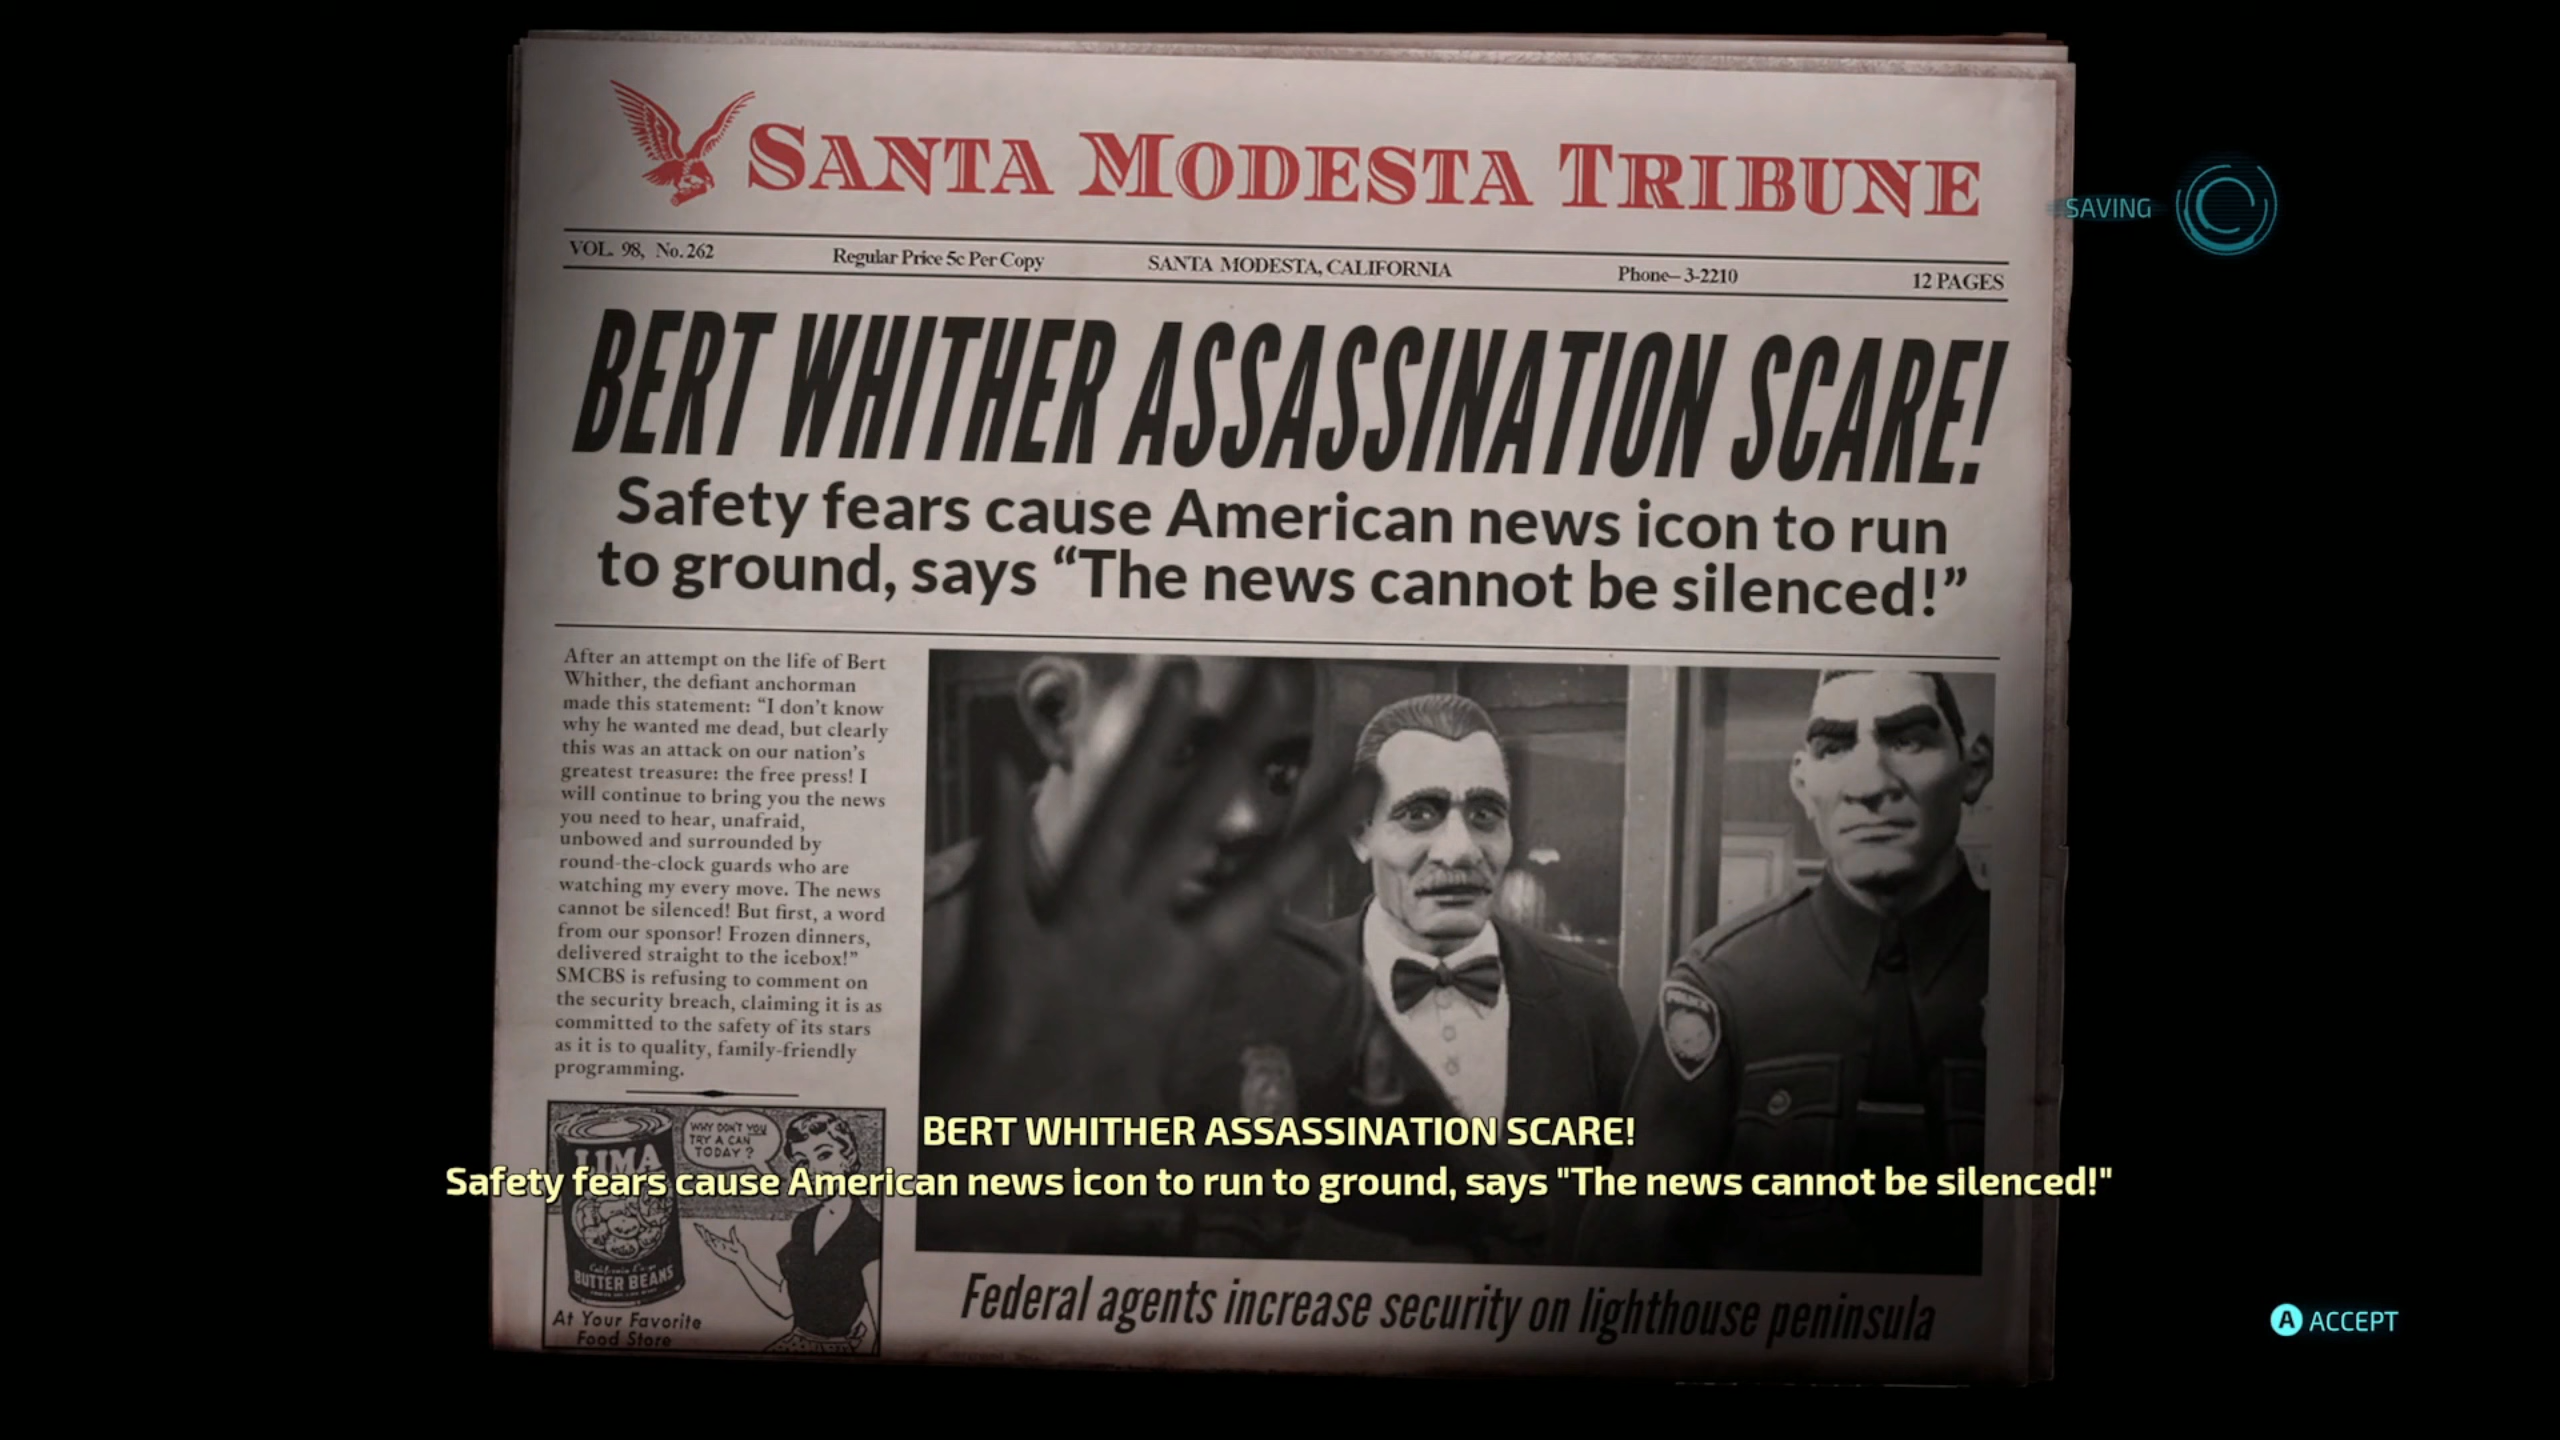 SANTA MODESTA TRIBUNE
SAVING
VOL. 98, No. 262 Regular Price 5c Per Copy SANTA MODESTA, CALIFORNIA Phone–3-2210 12 PAGES
BERT WHITHER ASSASSINATION SCARE!
Safety fears cause American news icon to run
to ground, says “The news cannot be silenced!”
After an attempt on the life of Bert
Whither, the defiant anchorman
made this statement: “I don't know
why he wanted me dead, but clearly
this was an attack on our nation's
greatest treasure: the free press! I
will continue to bring you the news
you need to hear, unafraid,
unbowed and surrounded by
round-the-clock guards who are
watching my every move. The news
cannot be silenced! But first, a word
from our sponsor! Frozen dinners,
delivered straight to the icebox!”
SMCBS is refusing to comment on
the security breach, claiming it is as
committed to the safety of its stars
as it is to quality, family-friendly
programming.
POLICE
WHY DON'T YOU
TRY A CAN
TODAY?
LIMA
BUTTER BEANS
At Your Favorite
Food Store
BERT WHITHER ASSASSINATION SCARE!
Safety fears cause American news icon to run to ground, says "The news cannot be silenced!"
Federal agents increase security on lighthouse peninsula
A ACCEPT